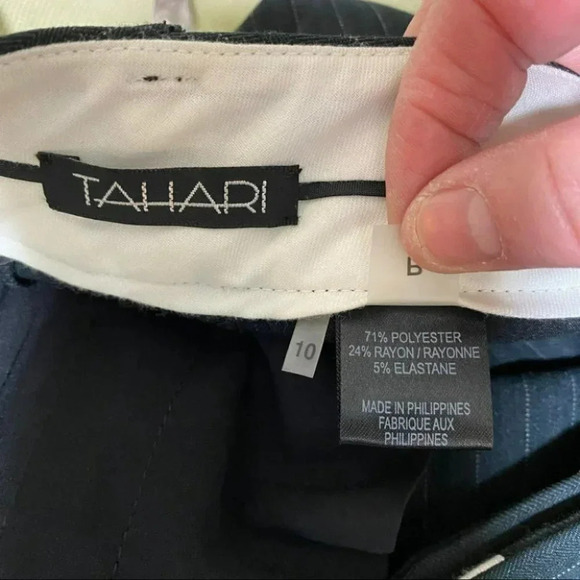 TAHARI
B
10
71% POLYESTER
24% RAYON / RAYONNE
5% ELASTANE
MADE IN PHILIPPINES
FABRIQUE AUX
PHILIPPINES